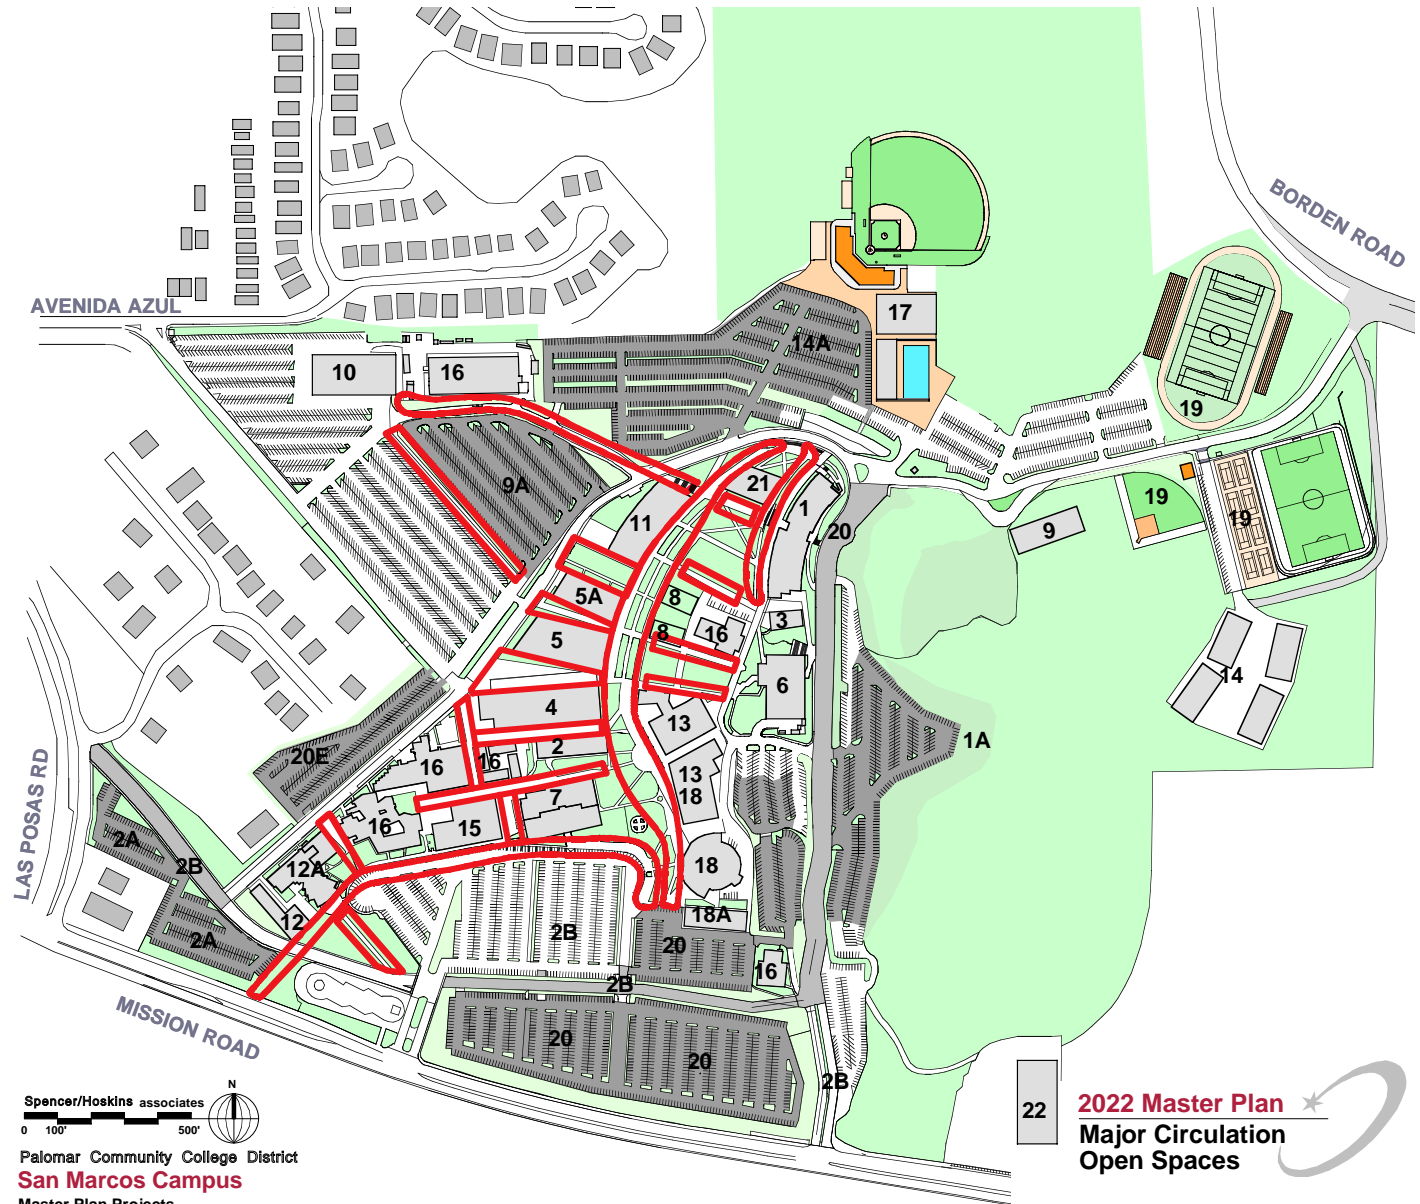 BORDEN ROAD
AVENIDA AZUL
17
14A
10
16
19
9A
21
1
19
11
20
19
9
5A
8
3
8
16
5
14
6
4
13
1A
2
20E
16
16
13
18
7
LAS POSAS RD
2A
16
15
2B
12A
18
12
18A
2A
2B
20
16
2B
MISSION ROAD
20
20
2B
22
N
Spencer/Hoskins associates
0 100' 500'
Palomar Community College District
San Marcos Campus
Master Plan Projects
2022 Master Plan
Major Circulation
Open Spaces